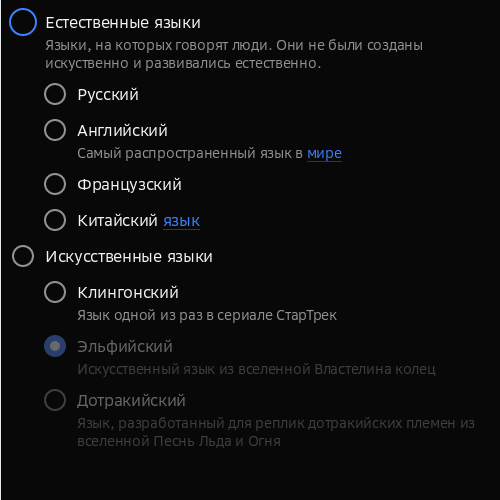 Естественные языки
Языки, на которых говорят люди. Они не были созданы
искуственно и развивались естественно.
Русский
Английский
Самый распространенный язык в мире
Французский
Китайский язык
Искусственные языки
Клингонский
Язык одной из раз в сериале СтарТрек
Эльфийский
Искусственный язык из вселенной Властелина колец
Дотракийский
Язык, разработанный для реплик дотракийских племен из
вселенной Песнь Льда и Огня